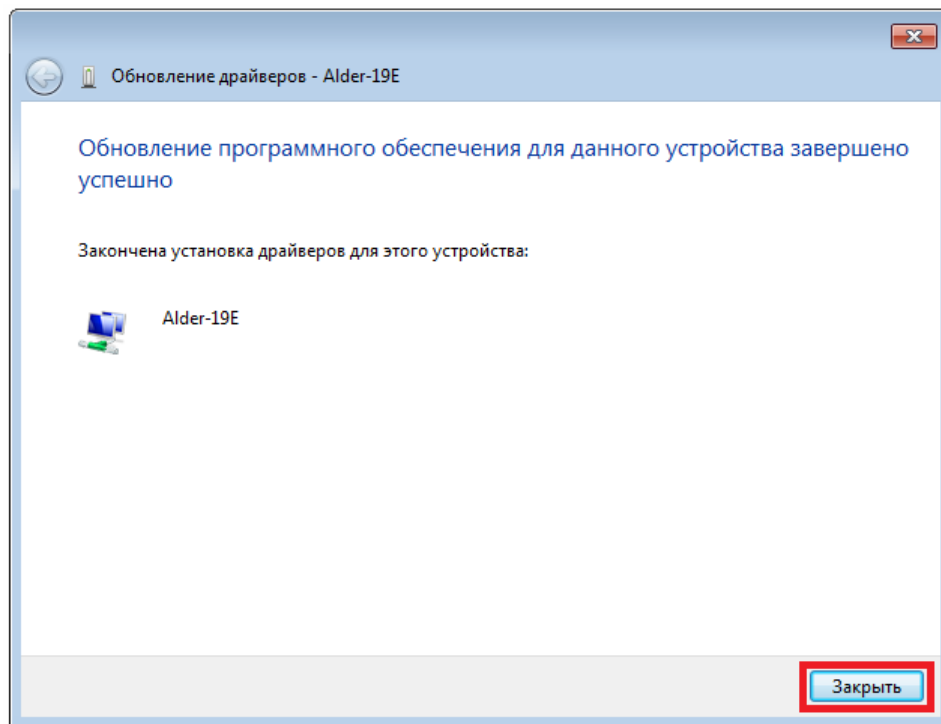 Обновление драйверов - Alder-19E
Обновление программного обеспечения для данного устройства завершено
успешно
Закончена установка драйверов для этого устройства:
Alder-19E
Закрыть